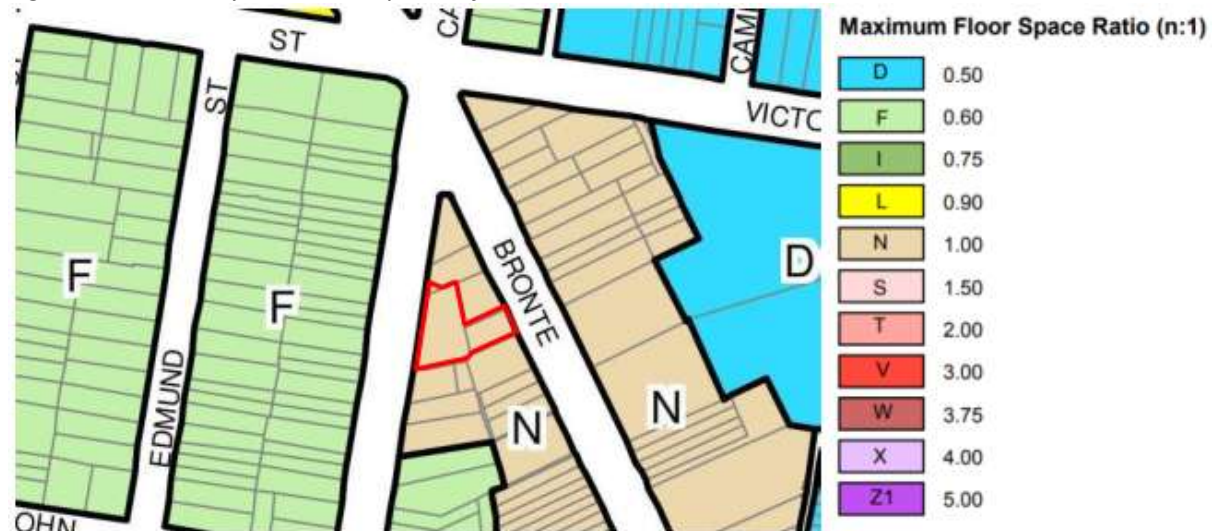 ST
ST
CA
CAM
VICTO
F
F
D
BRONTE
N
N
EDMUND
OHN
Maximum Floor Space Ratio (n:1)
D 0.50
F 0.60
I 0.75
L 0.90
N 1.00
S 1.50
T 2.00
V 3.00
W 3.75
X 4.00
Z1 5.00